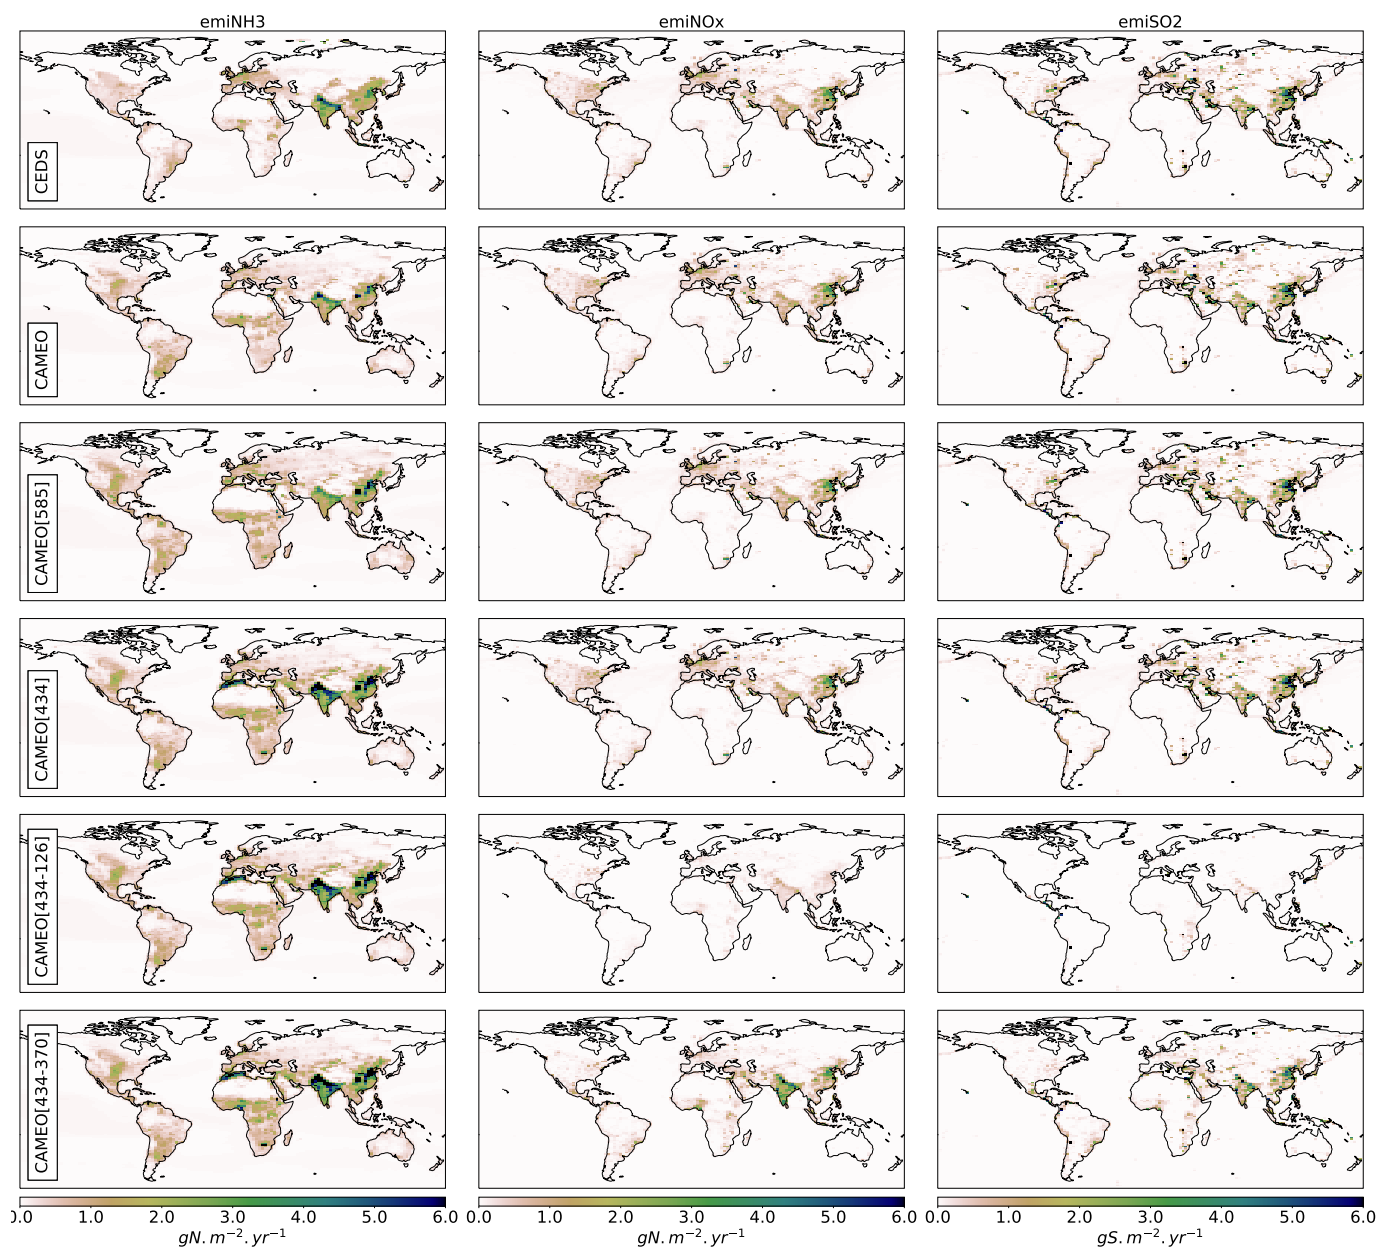 emiNH3 emiNOx emiSO2
CEDS
CAMEO
CAMEO[585]
CAMEO[434]
CAMEO[434-126]
CAMEO[434-370]
0.0 1.0 2.0 3.0 4.0 5.0 6.0 0.0 1.0 2.0 3.0 4.0 5.0 6.0 0.0 1.0 2.0 3.0 4.0 5.0 6.0
gN.m⁻².yr⁻¹ gN.m⁻².yr⁻¹ gS.m⁻².yr⁻¹